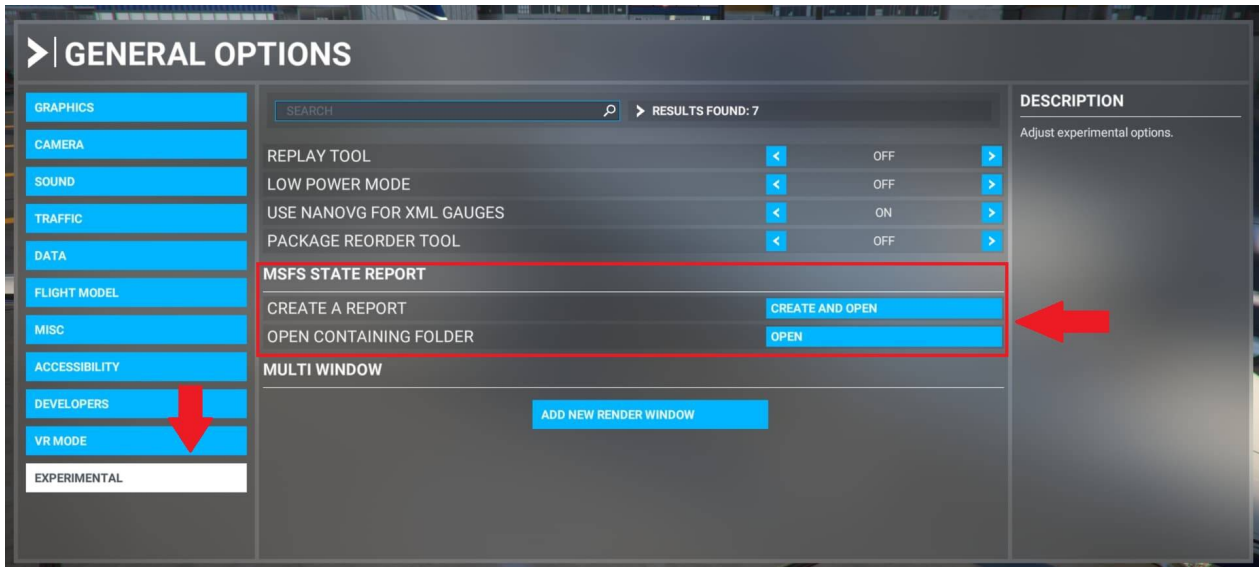 GENERAL OPTIONS
GRAPHICS
CAMERA
SOUND
TRAFFIC
DATA
FLIGHT MODEL
MISC
ACCESSIBILITY
DEVELOPERS
VR MODE
EXPERIMENTAL
SEARCH
RESULTS FOUND: 7
REPLAY TOOL OFF
LOW POWER MODE OFF
USE NANOVG FOR XML GAUGES ON
PACKAGE REORDER TOOL OFF
MSFS STATE REPORT
CREATE A REPORT CREATE AND OPEN
OPEN CONTAINING FOLDER OPEN
MULTI WINDOW
ADD NEW RENDER WINDOW
DESCRIPTION
Adjust experimental options.